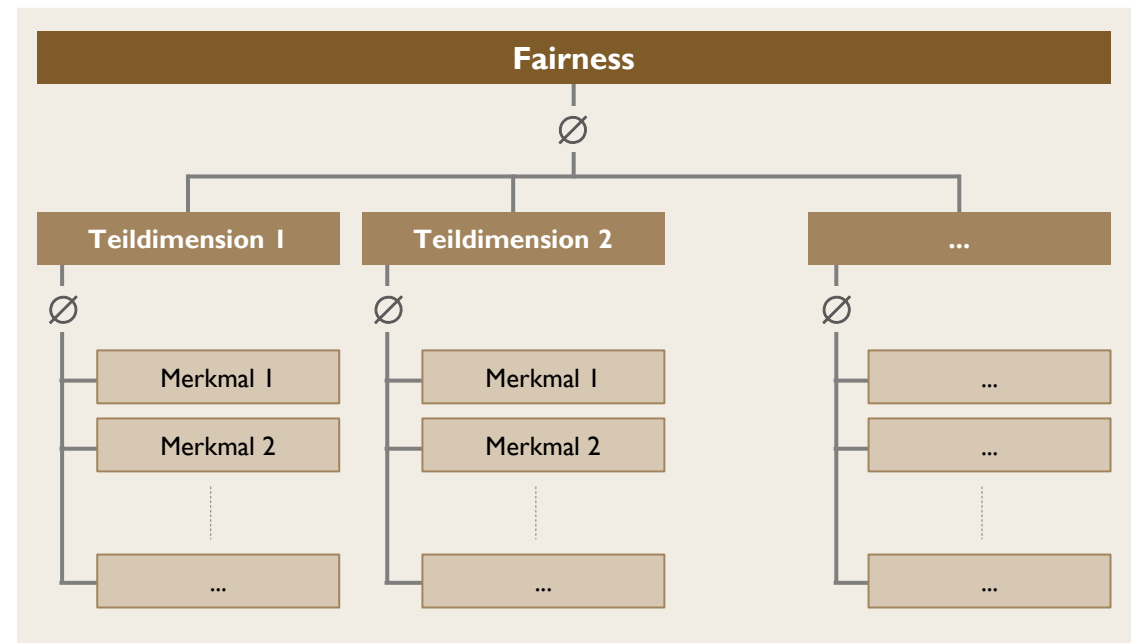 Fairness
Ø
Teildimension 1
Teildimension 2
...
Ø
Ø
Ø
Merkmal 1
Merkmal 1
...
Merkmal 2
Merkmal 2
...
...
...
...